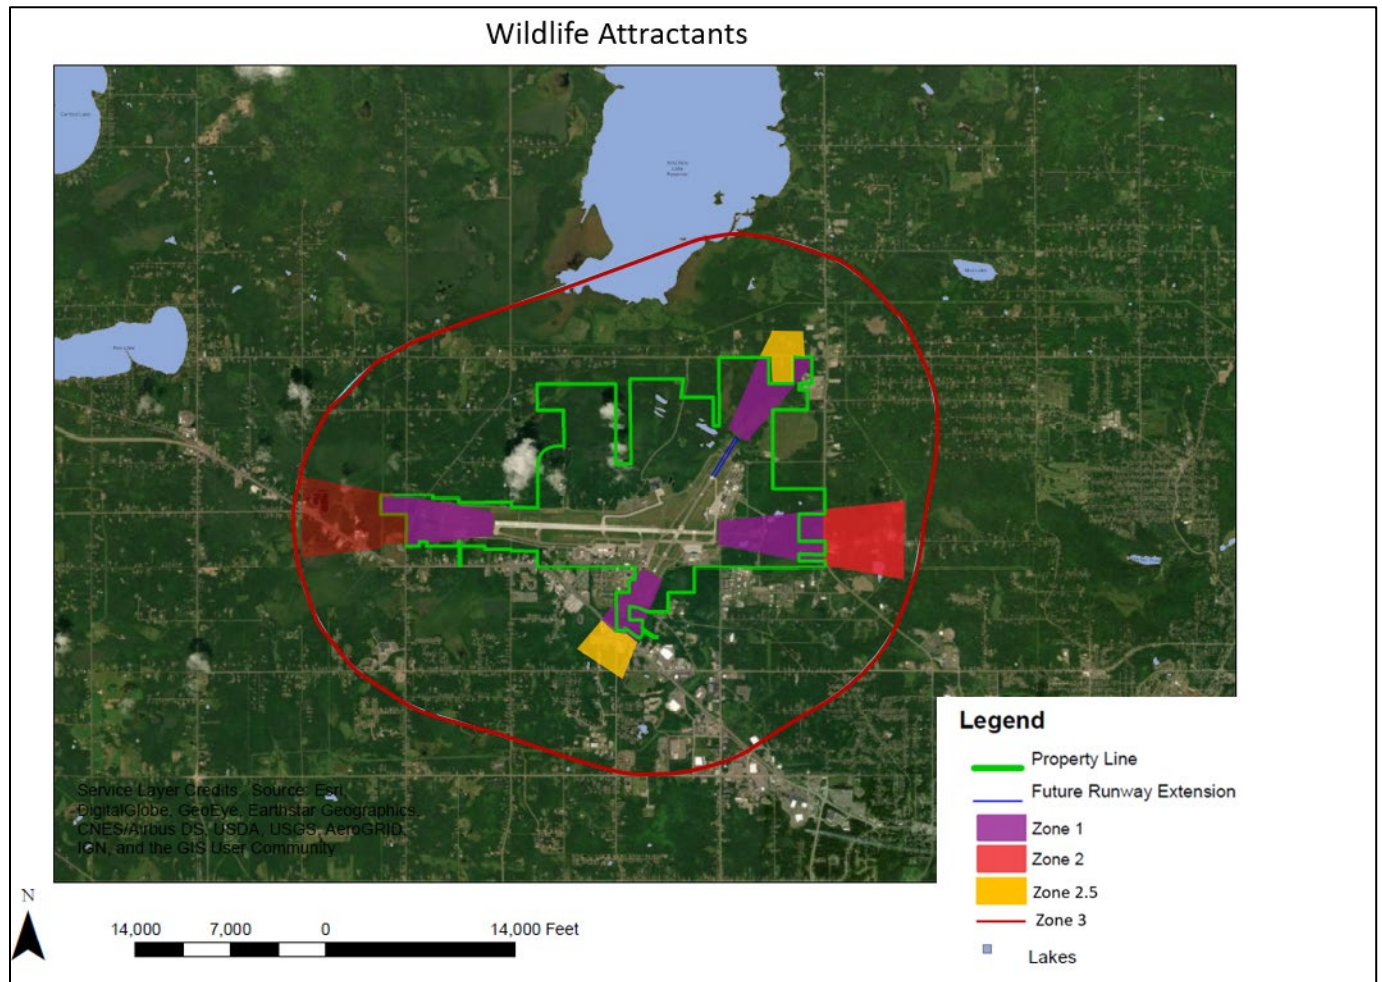 Wildlife Attractants
Service Layer Credits: Source: Esri,
DigitalGlobe, GeoEye, Earthstar Geographics,
CNES/Airbus DS, USDA, USGS, AeroGRID,
IGN, and the GIS User Community
Legend
Property Line
Future Runway Extension
Zone 1
Zone 2
Zone 2.5
Zone 3
Lakes
N
14,000 7,000 0 14,000 Feet